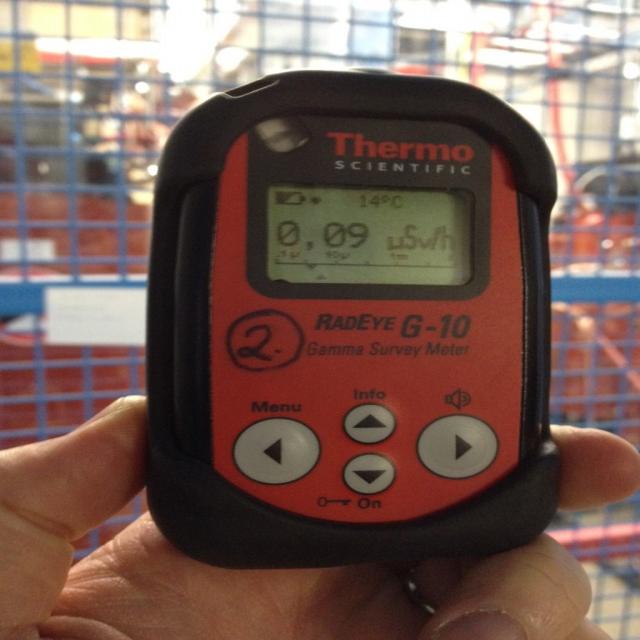 Thermo
SCIENTIFIC
14°C
0,09 µSv/h
RADEYE G-10
2.
Gamma Survey Meter
Menu
Info
On